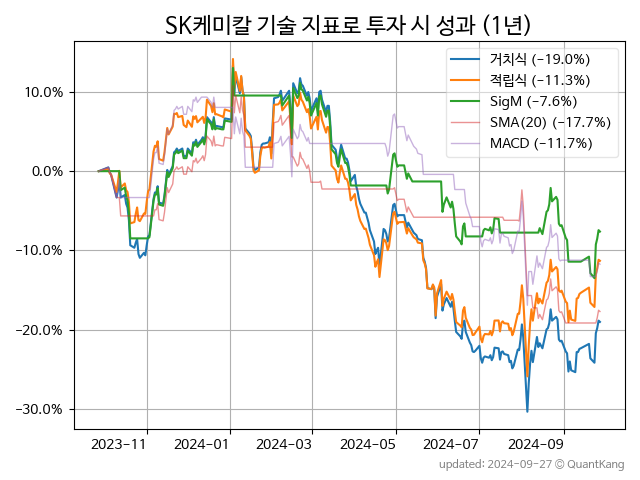 SK케미칼 기술 지표로 투자 시 성과 (1년)
거치식 (−19.0%)
적립식 (−11.3%)
SigM (−7.6%)
SMA(20) (−17.7%)
MACD (−11.7%)
10.0%
0.0%
−10.0%
−20.0%
−30.0%
2023−11
2024−01
2024−03
2024−05
2024−07
2024−09
updated: 2024−09−27 © QuantKang